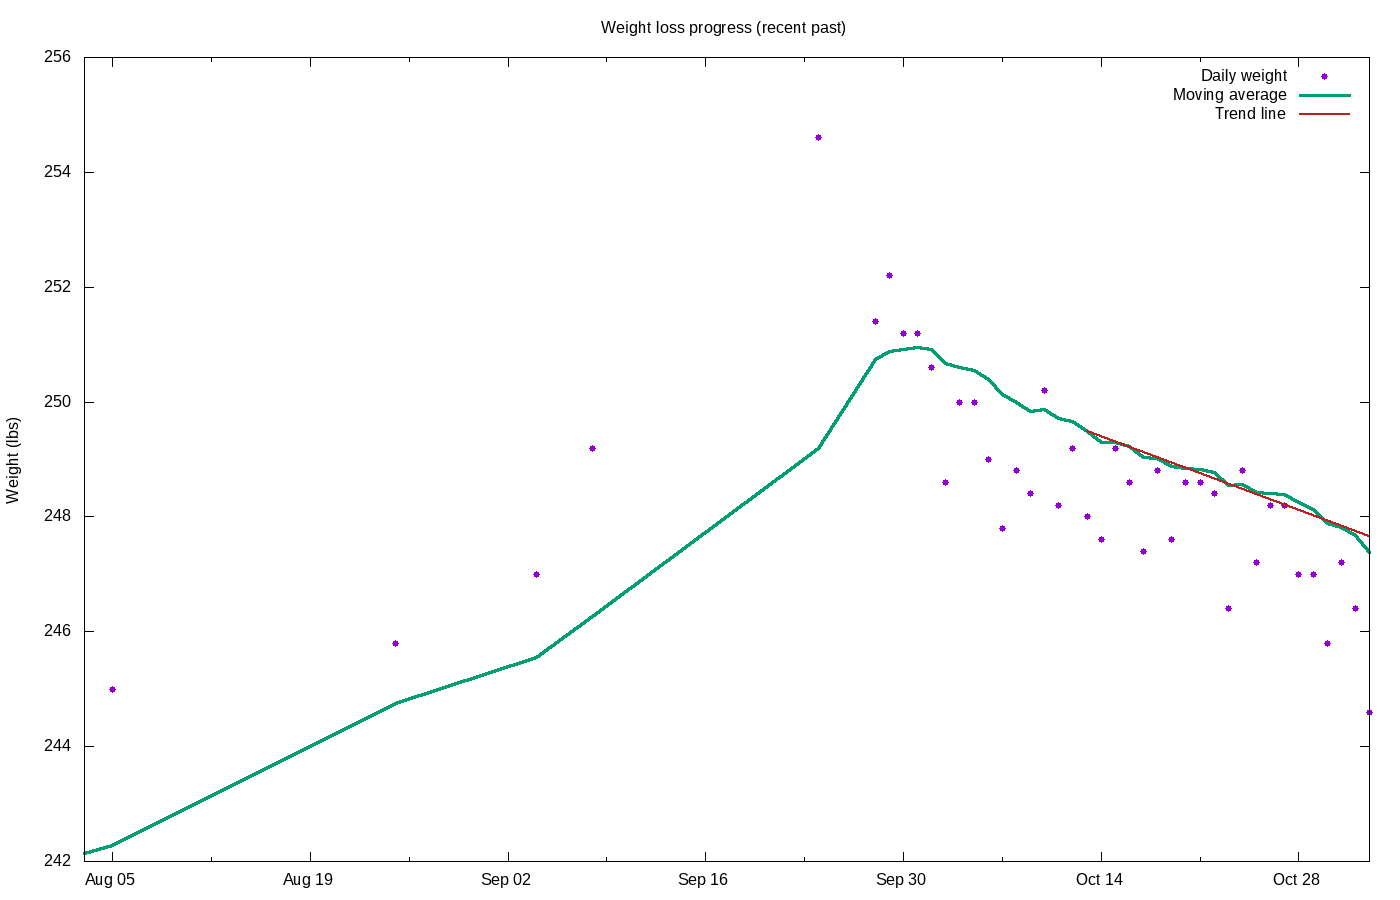 Weight loss progress (recent past)
256
254
252
250
248
246
244
242
Weight (lbs)
Daily weight
Moving average
Trend line
Aug 05
Aug 19
Sep 02
Sep 16
Sep 30
Oct 14
Oct 28